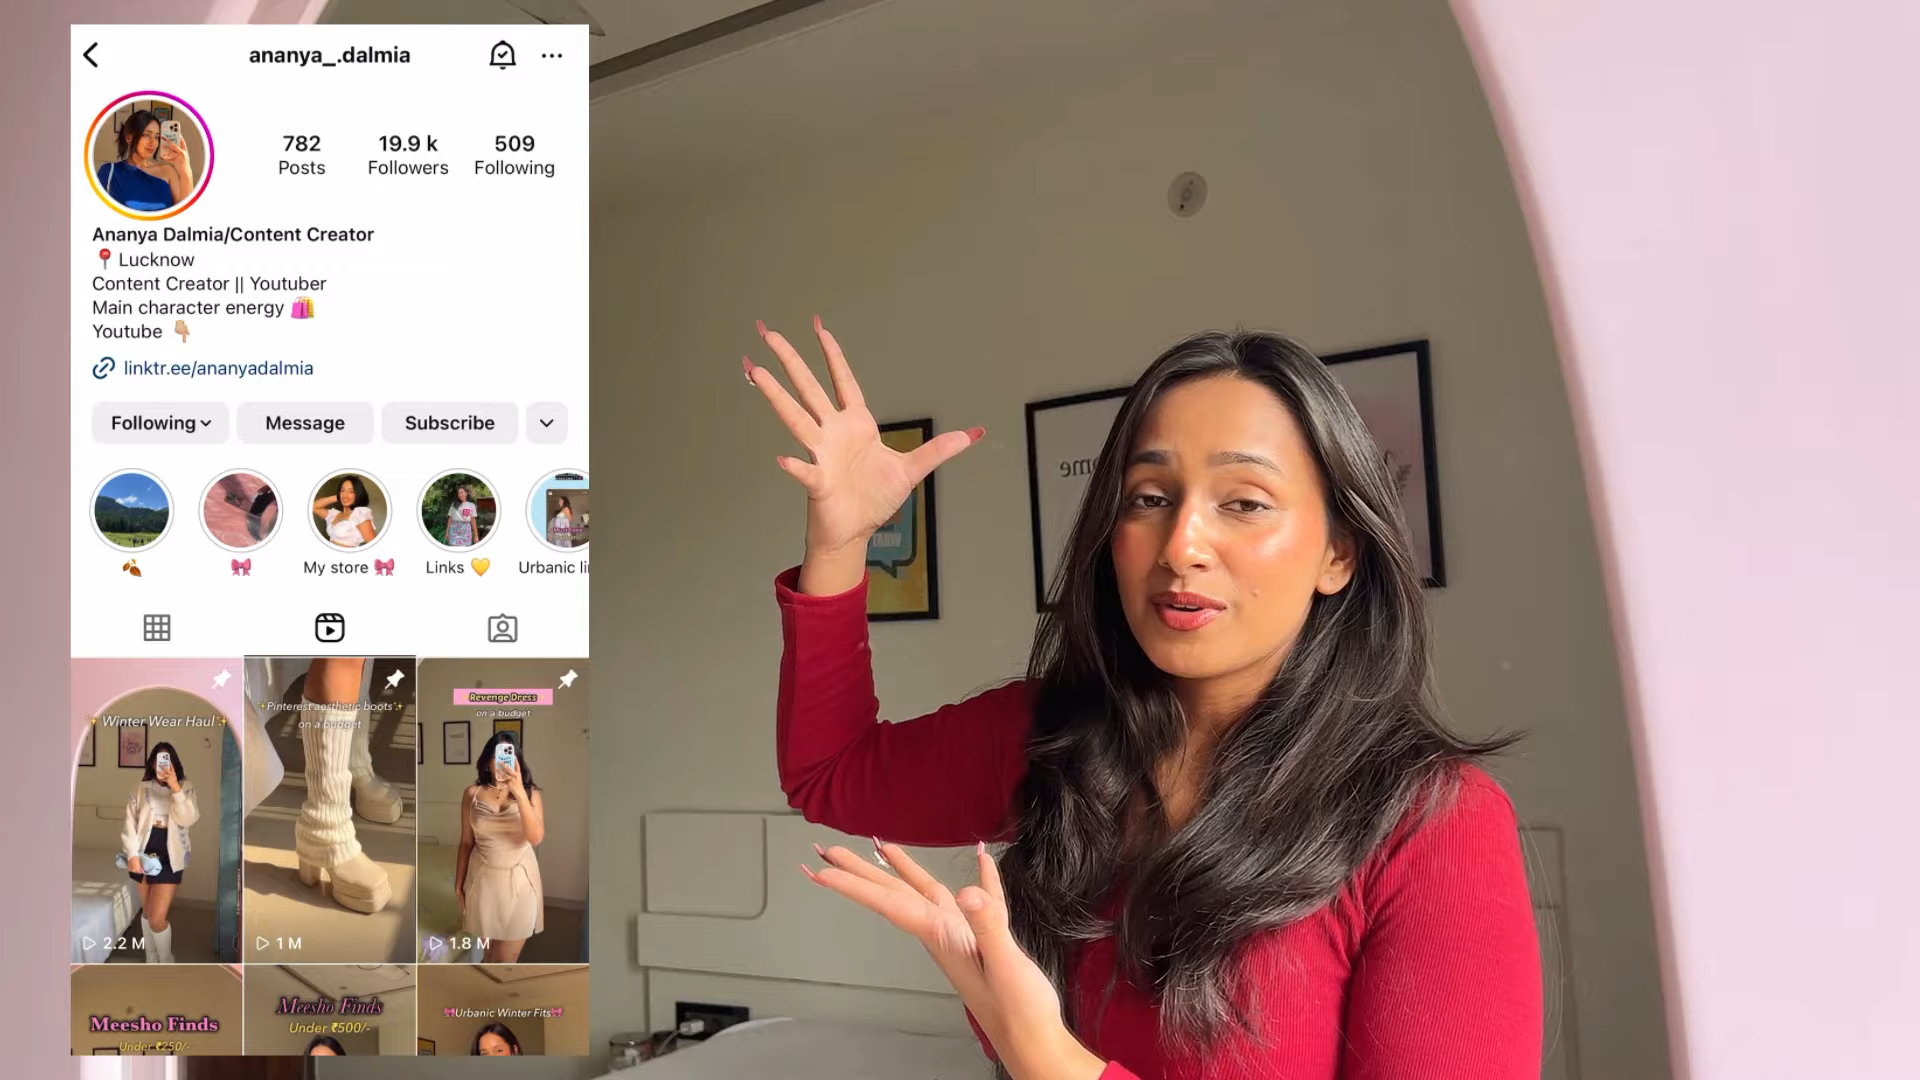 ananya_.dalmia
782
Posts
19.9 k
Followers
509
Following
Ananya Dalmia/Content Creator
📍 Lucknow
Content Creator || Youtuber
Main character energy 🛍️
Youtube 👇🏼
linktr.ee/ananyadalmia
Following
Message
Subscribe
My store 🎀
Links 💛
Urbanic li
✨Winter Wear Haul✨
✨Pinterest aesthetic boots✨
on a budget
Revenge Dress
on a budget
2.2 M
1 M
1.8 M
Meesho Finds
Under ₹250/-
Meesho Finds
Under ₹500/-
🎀Urbanic Winter Fits🎀